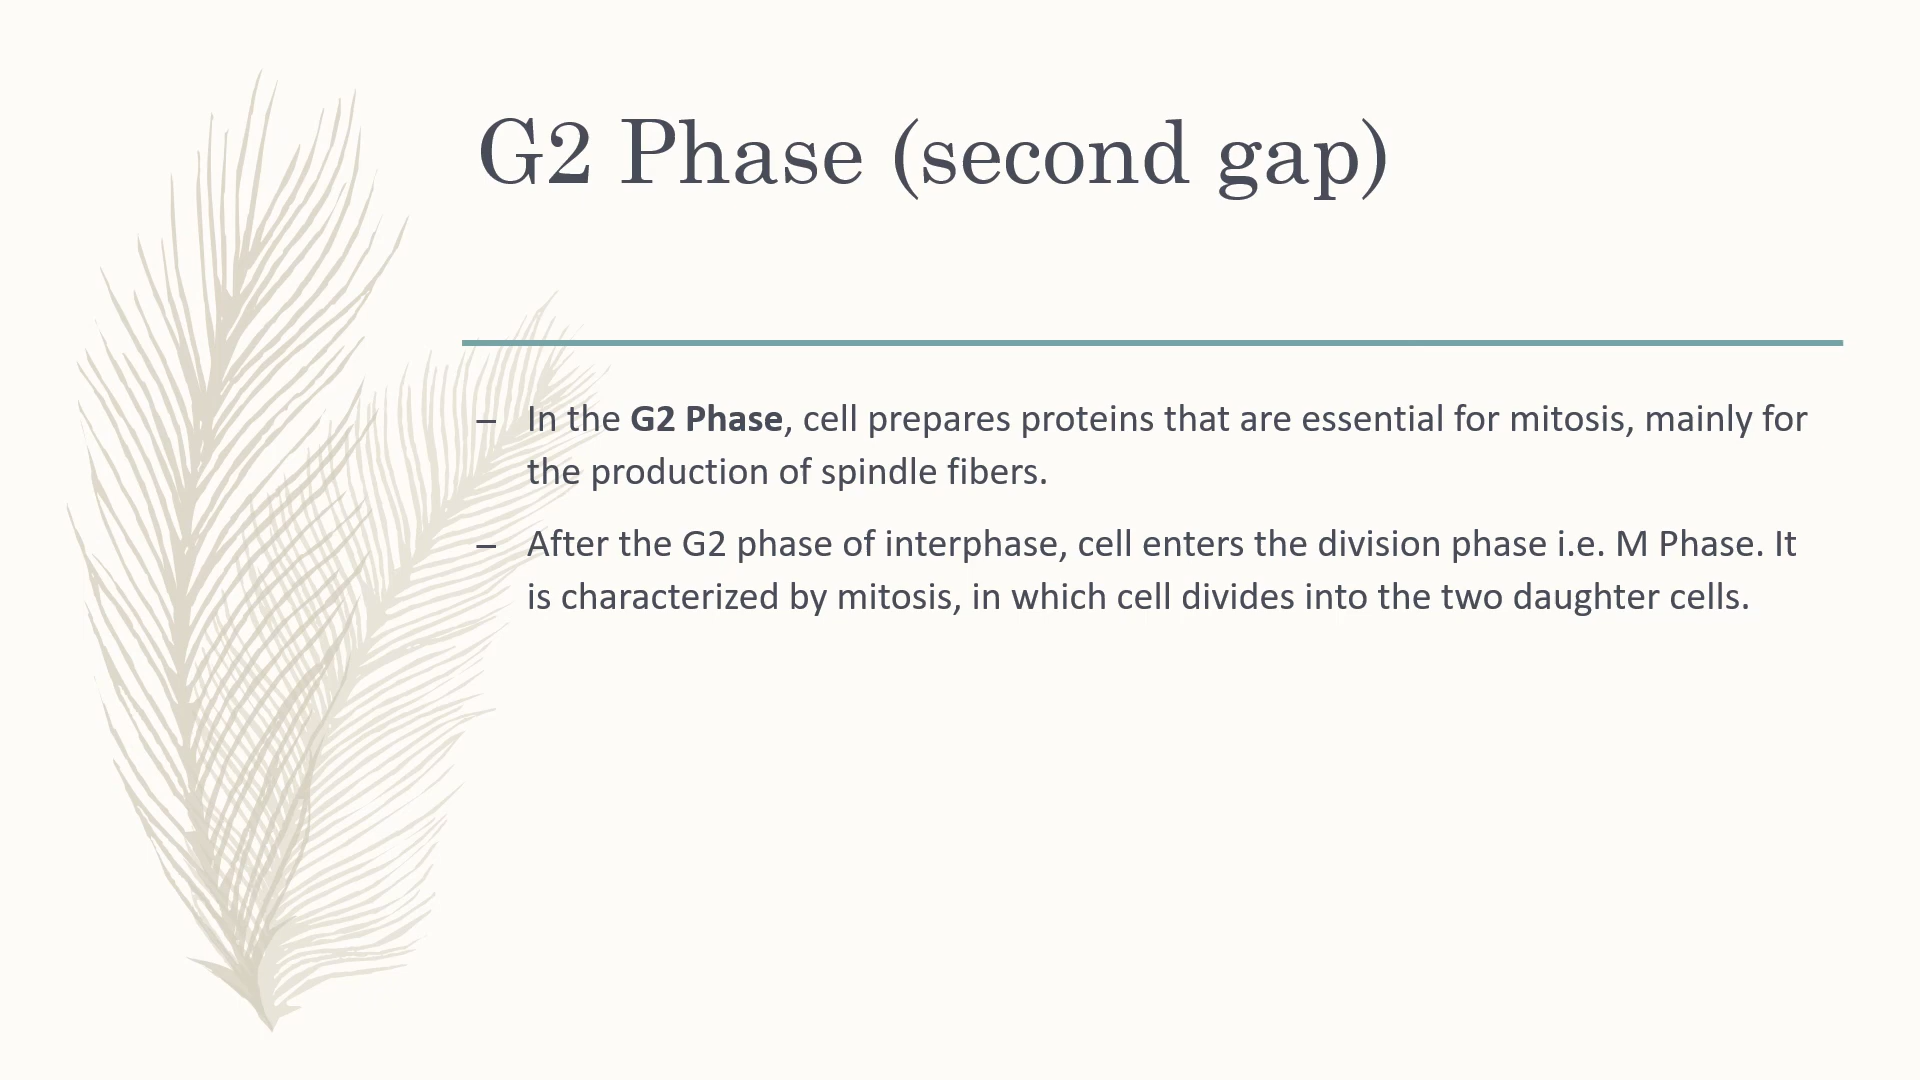 G2 Phase (second gap)
– In the G2 Phase, cell prepares proteins that are essential for mitosis, mainly for
the production of spindle fibers.
– After the G2 phase of interphase, cell enters the division phase i.e. M Phase. It
is characterized by mitosis, in which cell divides into the two daughter cells.